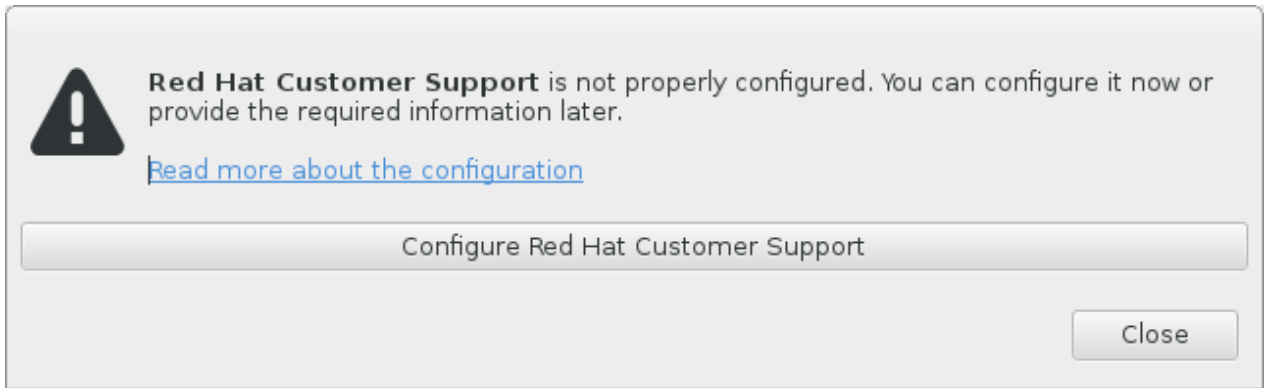 Red Hat Customer Support is not properly configured. You can configure it now or
provide the required information later.
Read more about the configuration
Configure Red Hat Customer Support
Close